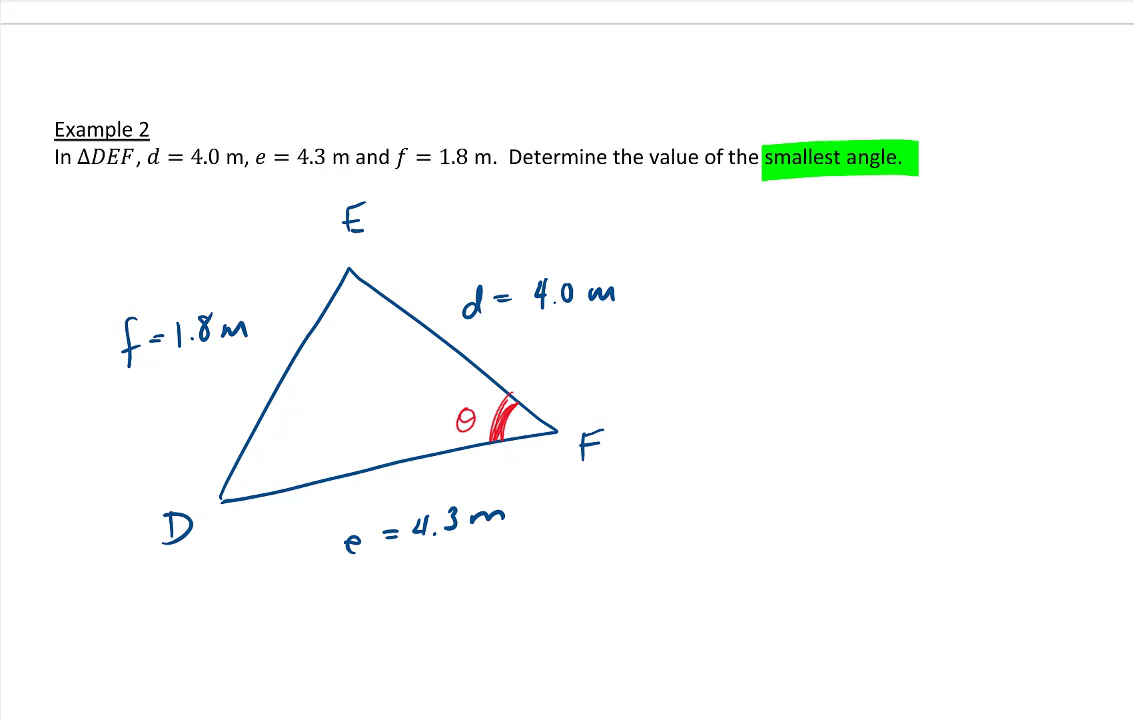 Example 2
In ΔDEF, d = 4.0 m, e = 4.3 m and f = 1.8 m. Determine the value of the smallest angle.
E
d = 4.0 m
f = 1.8 m
θ
F
D
e = 4.3 m